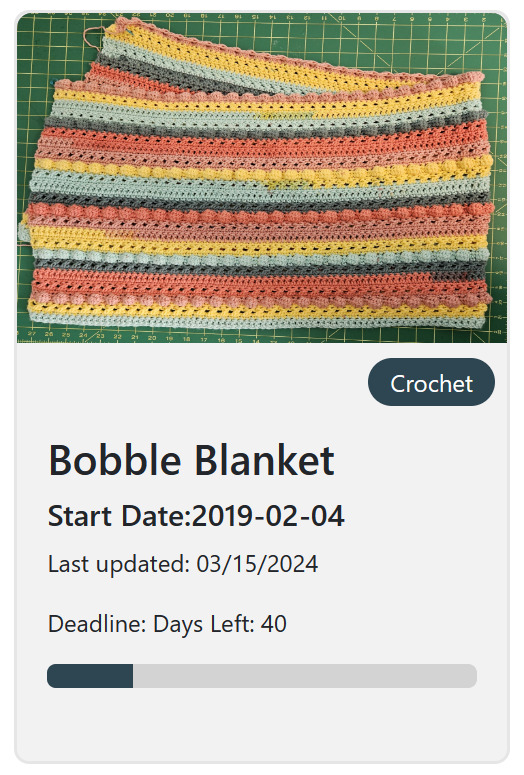 Crochet
Bobble Blanket
Start Date:2019-02-04
Last updated: 03/15/2024
Deadline: Days Left: 40